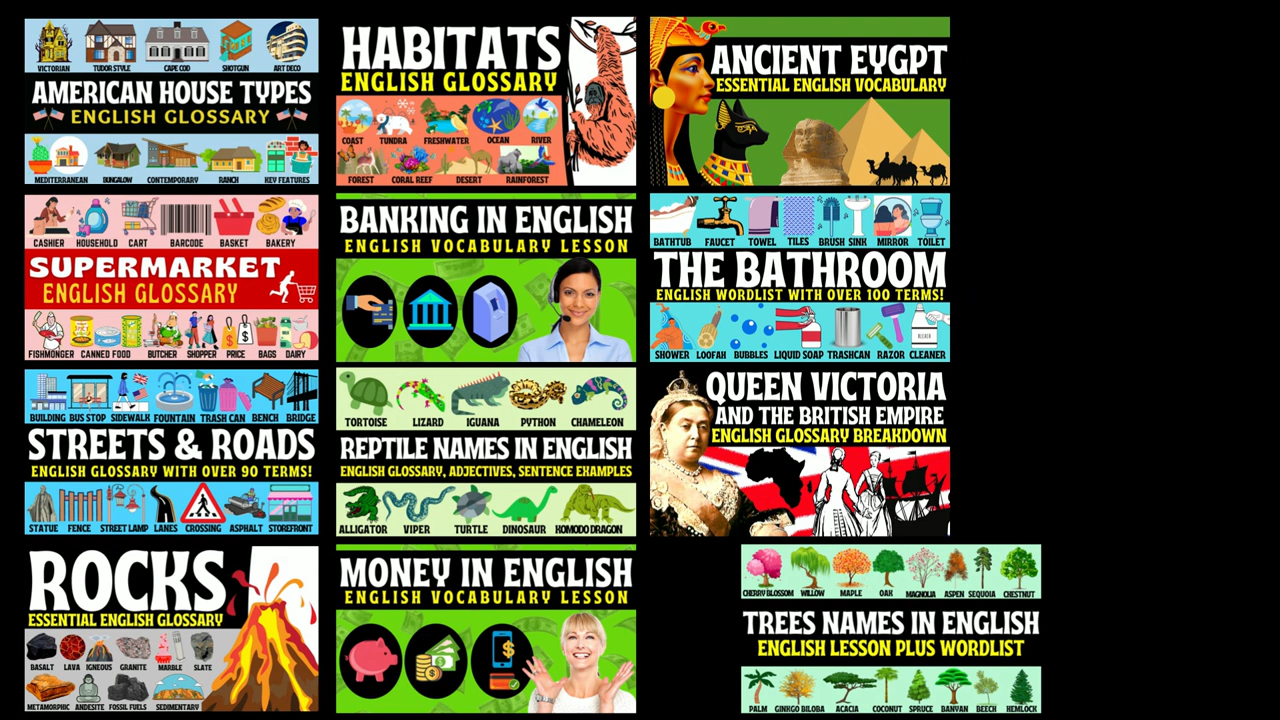 VICTORIAN TUDOR STYLE CAPE COD SHOTGUN ART DECO
AMERICAN HOUSE TYPES
ENGLISH GLOSSARY
MEDITERRANEAN BUNGALOW CONTEMPORARY RANCH KEY FEATURES
CASHIER HOUSEHOLD CART BARCODE BASKET BAKERY
SUPERMARKET
ENGLISH GLOSSARY
FISHMONGER CANNED FOOD BUTCHER SHOPPER PRICE BAGS DAIRY
BUILDING BUS STOP SIDEWALK FOUNTAIN TRASH CAN BENCH BRIDGE
STREETS & ROADS
ENGLISH GLOSSARY WITH OVER 90 TERMS!
STATUE FENCE STREET LAMP LANES CROSSING ASPHALT STOREFRONT
ROCKS
ESSENTIAL ENGLISH GLOSSARY
BASALT LAVA IGNEOUS GRANITE MARBLE SLATE
METAMORPHIC ANDESITE FOSSIL FUELS SEDIMENTARY
HABITATS
ENGLISH GLOSSARY
COAST TUNDRA FRESHWATER OCEAN RIVER
FOREST CORAL REEF DESERT RAINFOREST
BANKING IN ENGLISH
ENGLISH VOCABULARY LESSON
TORTOISE LIZARD IGUANA PYTHON CHAMELEON
REPTILE NAMES IN ENGLISH
ENGLISH GLOSSARY, ADJECTIVES, SENTENCE EXAMPLES
ALLIGATOR VIPER TURTLE DINOSAUR KOMODO DRAGON
MONEY IN ENGLISH
ENGLISH VOCABULARY LESSON
ANCIENT EYGPT
ESSENTIAL ENGLISH VOCABULARY
BATHTUB FAUCET TOWEL TILES BRUSH SINK MIRROR TOILET
THE BATHROOM
ENGLISH WORDLIST WITH OVER 100 TERMS!
SHOWER LOOFAH BUBBLES LIQUID SOAP TRASHCAN RAZOR CLEANER
QUEEN VICTORIA
AND THE BRITISH EMPIRE
ENGLISH GLOSSARY BREAKDOWN
CHERRY BLOSSOM WILLOW MAPLE OAK MAGNOLIA ASPEN SEQUOIA CHESTNUT
TREES NAMES IN ENGLISH
ENGLISH LESSON PLUS WORDLIST
PALM GINKGO BILOBA ACACIA COCONUT SPRUCE BANYAN BEECH HEMLOCK